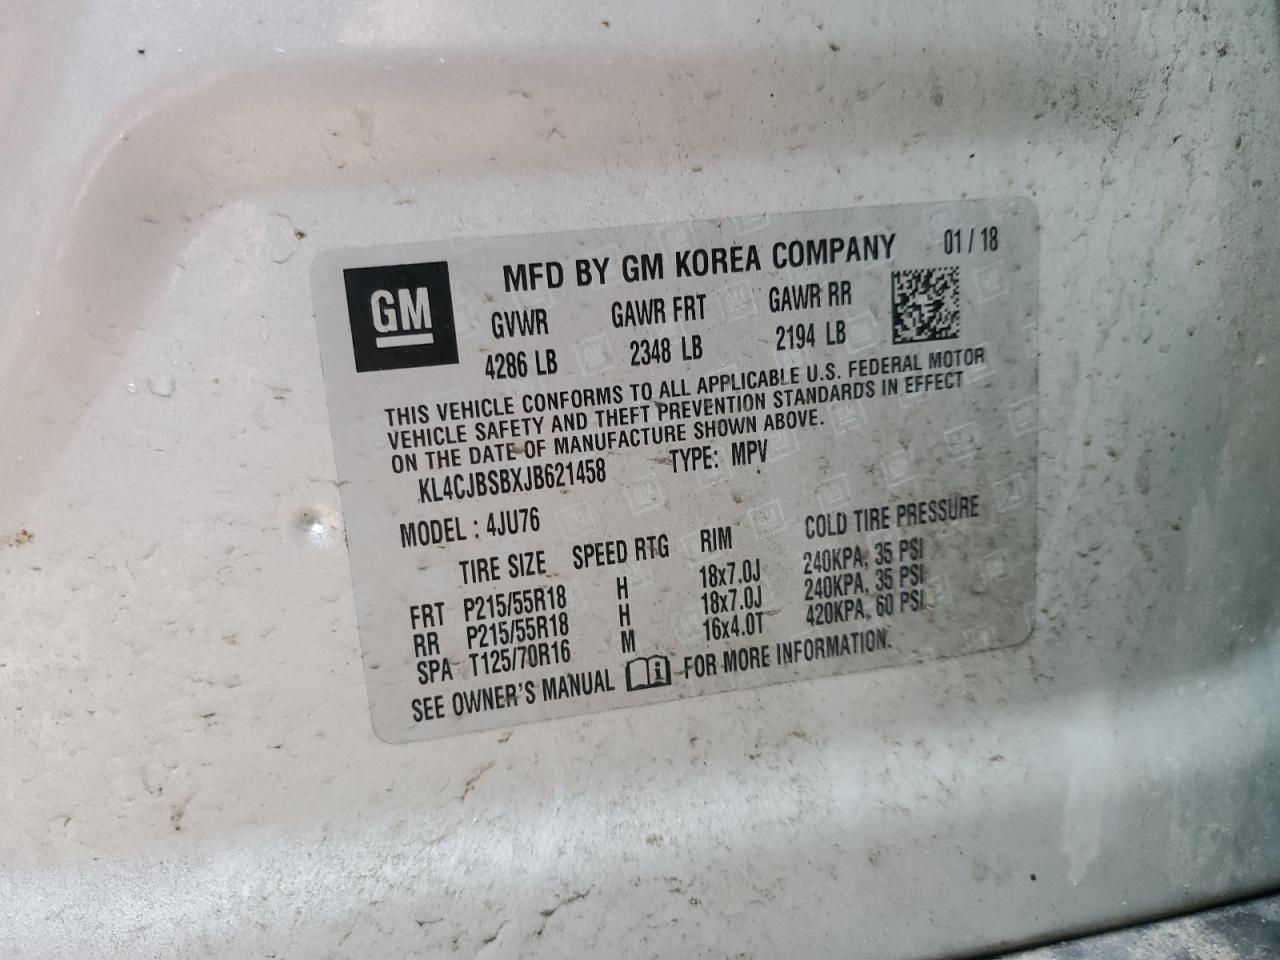 GM
MFD BY GM KOREA COMPANY 01 / 18
GVWR GAWR FRT GAWR RR
4286 LB 2348 LB 2194 LB
THIS VEHICLE CONFORMS TO ALL APPLICABLE U.S. FEDERAL MOTOR
VEHICLE SAFETY AND THEFT PREVENTION STANDARDS IN EFFECT
ON THE DATE OF MANUFACTURE SHOWN ABOVE.
KL4CJBSBXJB621458 TYPE: MPV
MODEL : 4JU76
TIRE SIZE SPEED RTG RIM COLD TIRE PRESSURE
FRT P215/55R18 H 18x7.0J 240KPA, 35 PSI
RR P215/55R18 H 18x7.0J 240KPA, 35 PSI
SPA T125/70R16 M 16x4.0T 420KPA, 60 PSI
SEE OWNER'S MANUAL i FOR MORE INFORMATION.